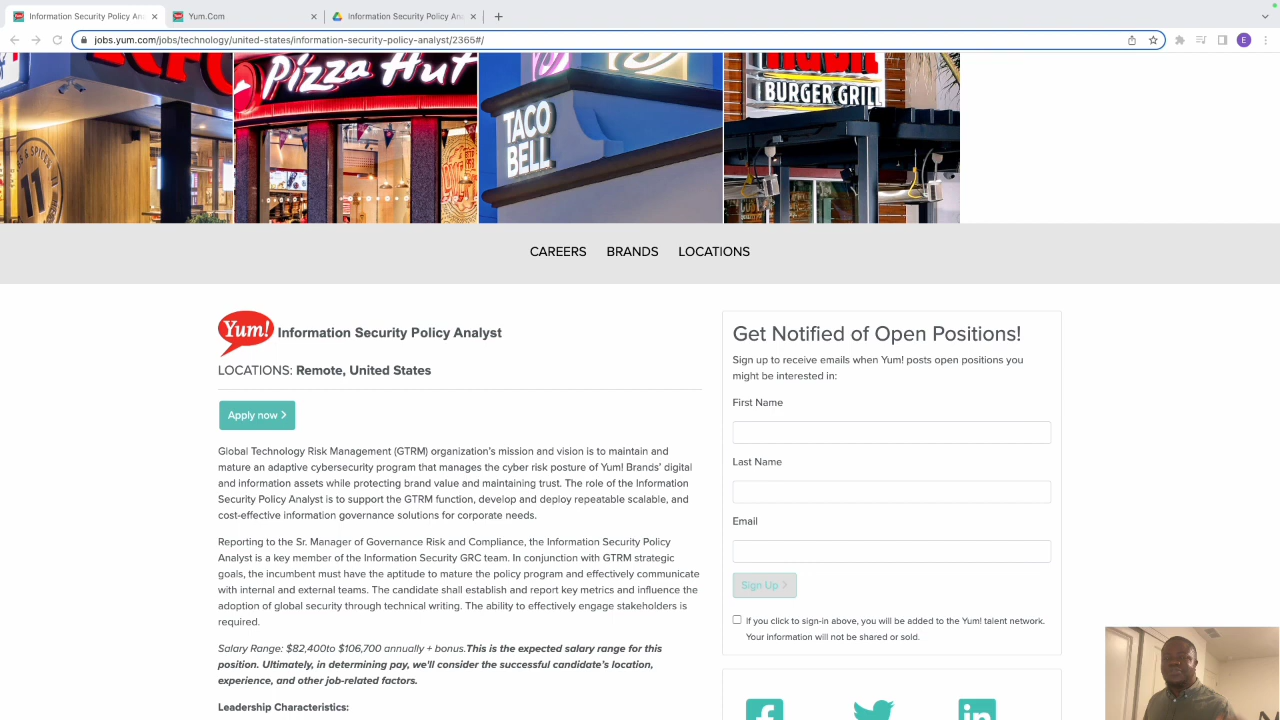 Information Security Policy An
Yum.Com
Information Security Policy An
jobs.yum.com/jobs/technology/united-states/information-security-policy-analyst/2365#/
E
Pizza Hut
TACO
BELL
BURGER GRILL
11
CAREERS BRANDS LOCATIONS
Yum! Information Security Policy Analyst
LOCATIONS: Remote, United States
Apply now
Global Technology Risk Management (GTRM) organization's mission and vision is to maintain and
mature an adaptive cybersecurity program that manages the cyber risk posture of Yum! Brands' digital
and information assets while protecting brand value and maintaining trust. The role of the Information
Security Policy Analyst is to support the GTRM function, develop and deploy repeatable scalable, and
cost-effective information governance solutions for corporate needs.
Reporting to the Sr. Manager of Governance Risk and Compliance, the Information Security Policy
Analyst is a key member of the Information Security GRC team. In conjunction with GTRM strategic
goals, the incumbent must have the aptitude to mature the policy program and effectively communicate
with internal and external teams. The candidate shall establish and report key metrics and influence the
adoption of global security through technical writing. The ability to effectively engage stakeholders is
required.
Salary Range: $82,400to $106,700 annually + bonus.This is the expected salary range for this
position. Ultimately, in determining pay, we'll consider the successful candidate's location,
experience, and other job-related factors.
Leadership Characteristics:
Get Notified of Open Positions!
Sign up to receive emails when Yum! posts open positions you
might be interested in:
First Name
Last Name
Email
Sign Up
If you click to sign-in above, you will be added to the Yum! talent network.
Your information will not be shared or sold.